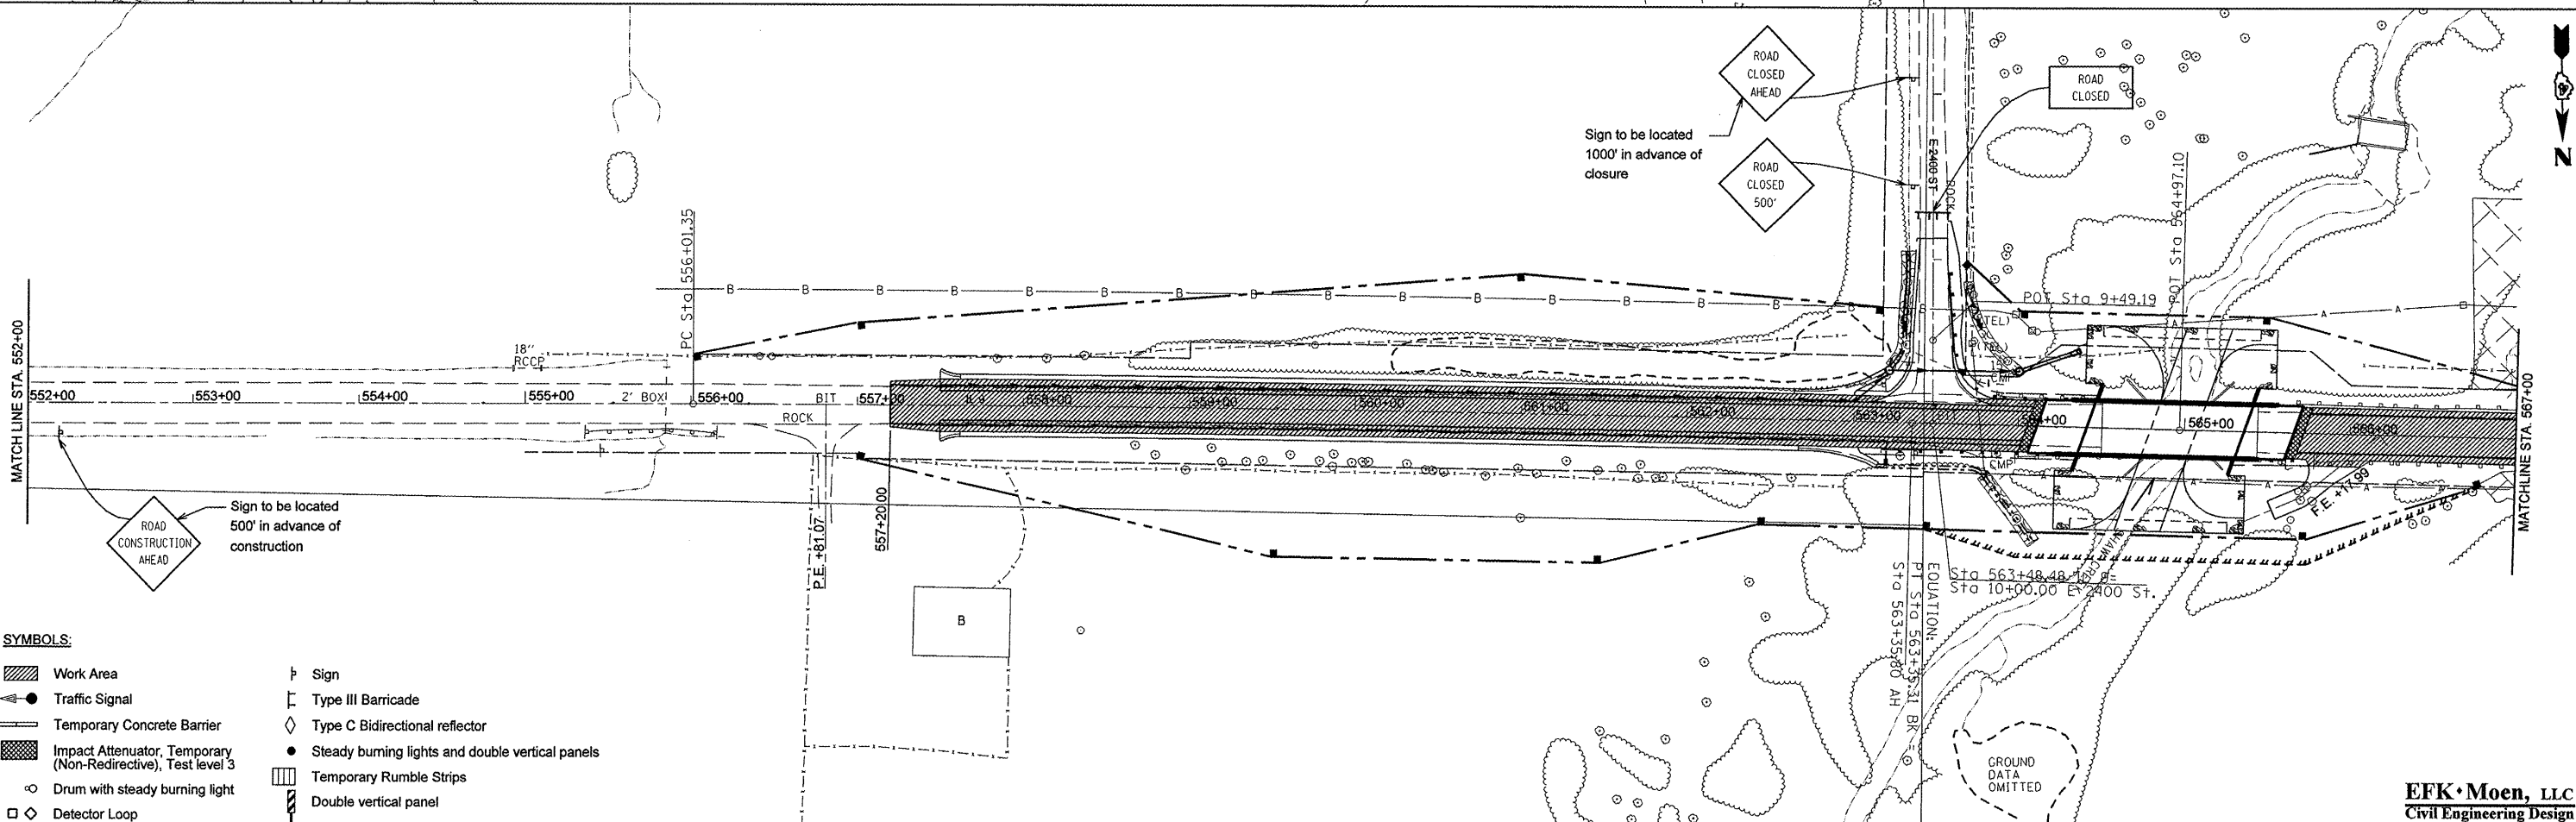 ROAD
CLOSED
AHEAD
Sign to be located
1000' in advance of
closure
ROAD
CLOSED
500'
ROAD
CLOSED
N
E 2400 ST
ROCK
POT Sta 564+97.10
POT Sta 9+49.19
PC Sta 556+01.35
B B B B B B B B B B B B B B B
A A A
(TEL)
(TEL)
18"
RCCP
MATCH LINE STA. 552+00
552+00
553+00
554+00
555+00
2' BOX
556+00
BIT
557+00
558+00
559+00
560+00
561+00
562+00
563+00
564+00
565+00
566+00
MATCHLINE STA. 567+00
ROCK
CMP
CMP
A A A
F.E. +17.99
ROAD
CONSTRUCTION
AHEAD
Sign to be located
500' in advance of
construction
P.E. +81.07
557+20.00
B
EQUATION:
PT Sta 563+35.31 BK =
Sta 563+35.80 AH
Sta 10+00.00 E 2400 St.
GROUND
DATA
OMITTED
SYMBOLS:
Work Area
Traffic Signal
Temporary Concrete Barrier
Impact Attenuator, Temporary
(Non-Redirective), Test level 3
Drum with steady burning light
Detector Loop
Sign
Type III Barricade
Type C Bidirectional reflector
Steady burning lights and double vertical panels
Temporary Rumble Strips
Double vertical panel
EFK•Moen, LLC
Civil Engineering Design